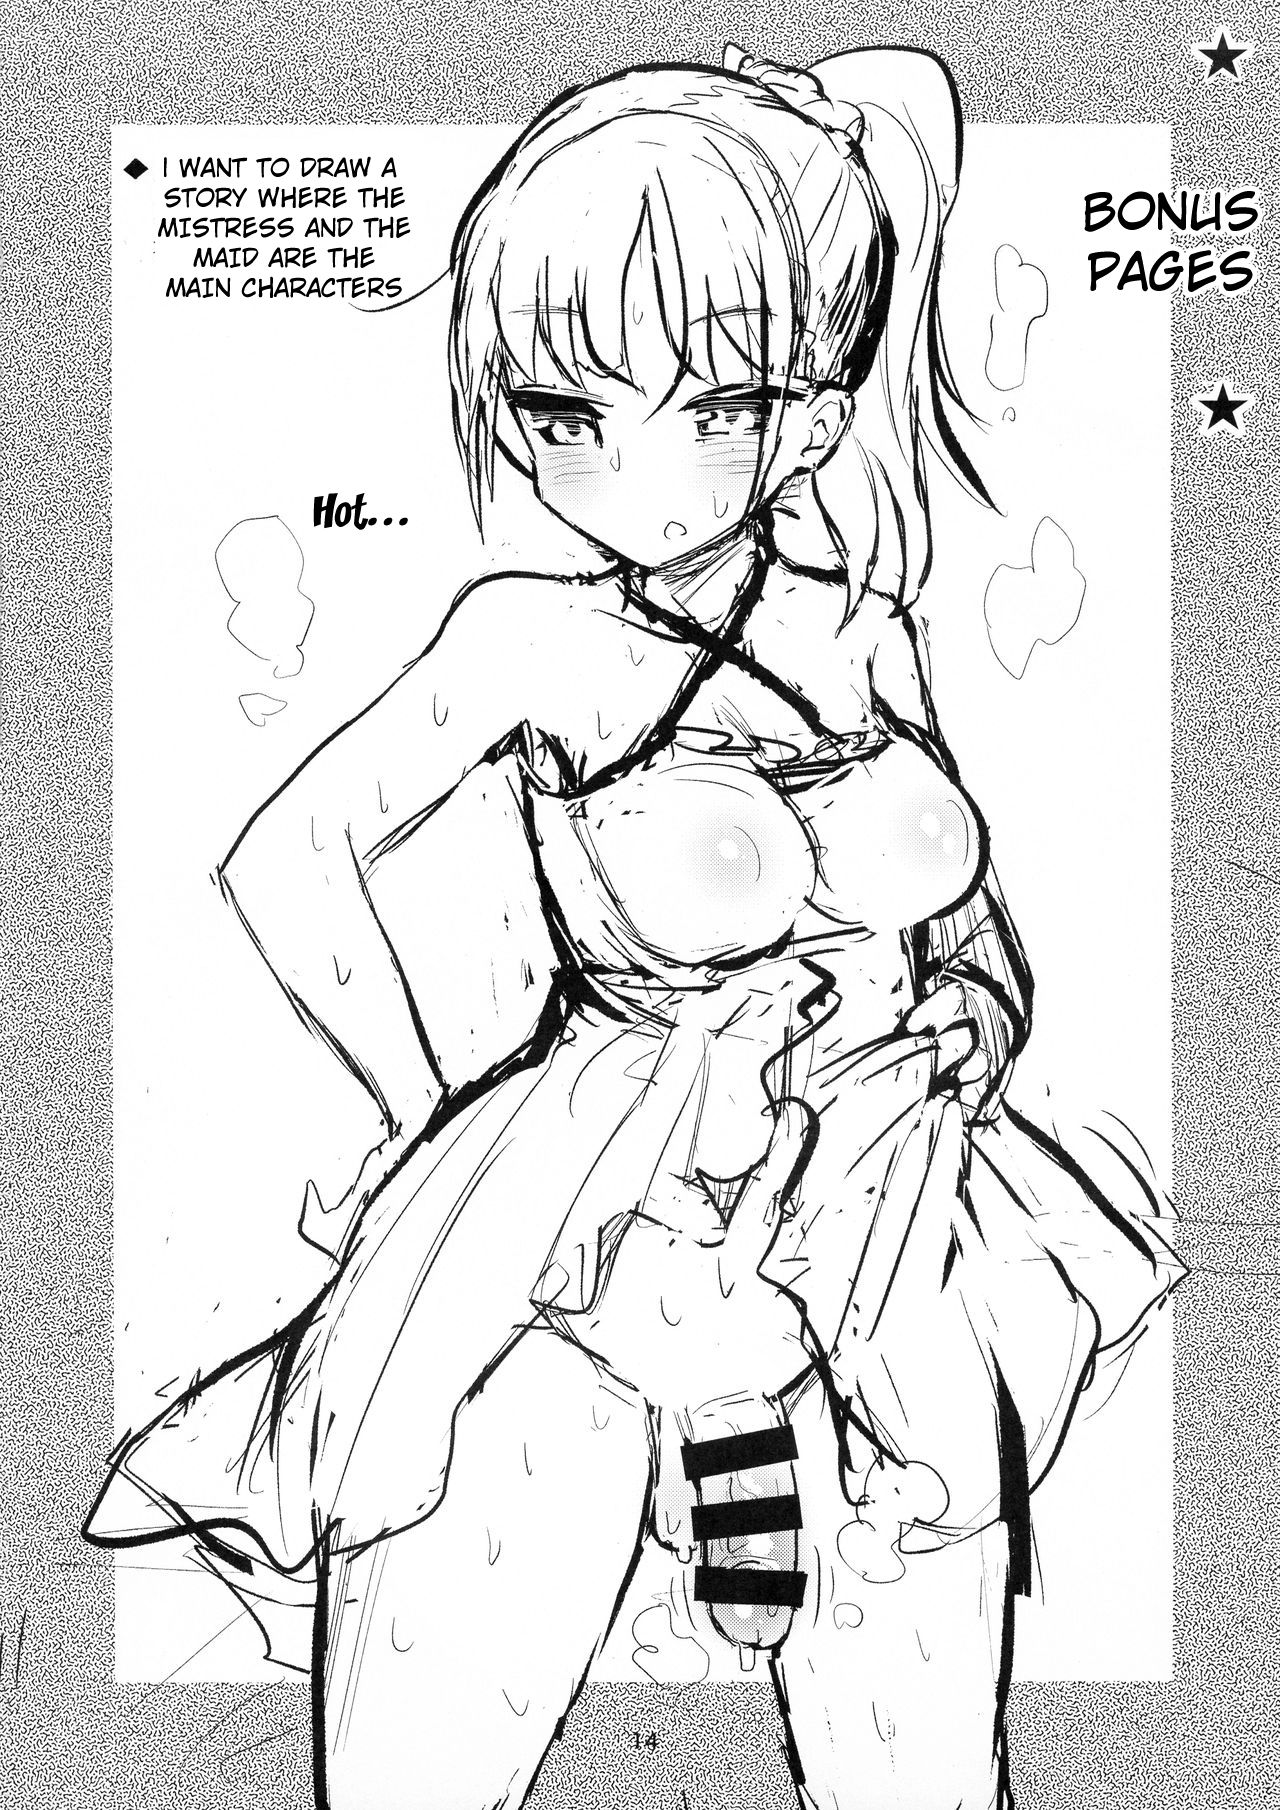 BONUS
PAGES
◆ I WANT TO DRAW A
STORY WHERE THE
MISTRESS AND THE
MAID ARE THE
MAIN CHARACTERS
Hot...
14